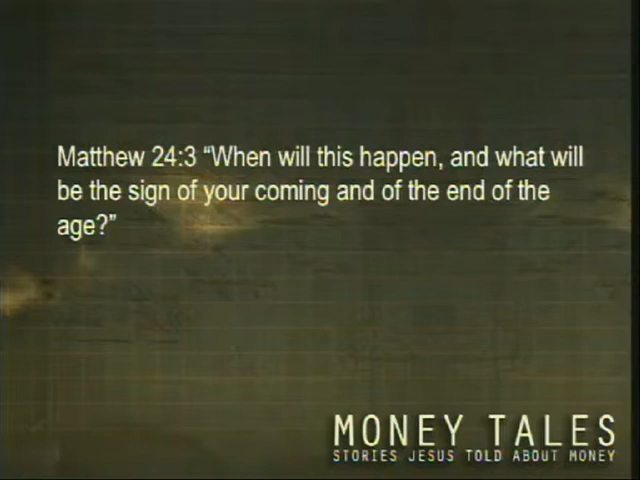 Matthew 24:3 “When will this happen, and what will
be the sign of your coming and of the end of the
age?”
MONEY TALES
STORIES JESUS TOLD ABOUT MONEY